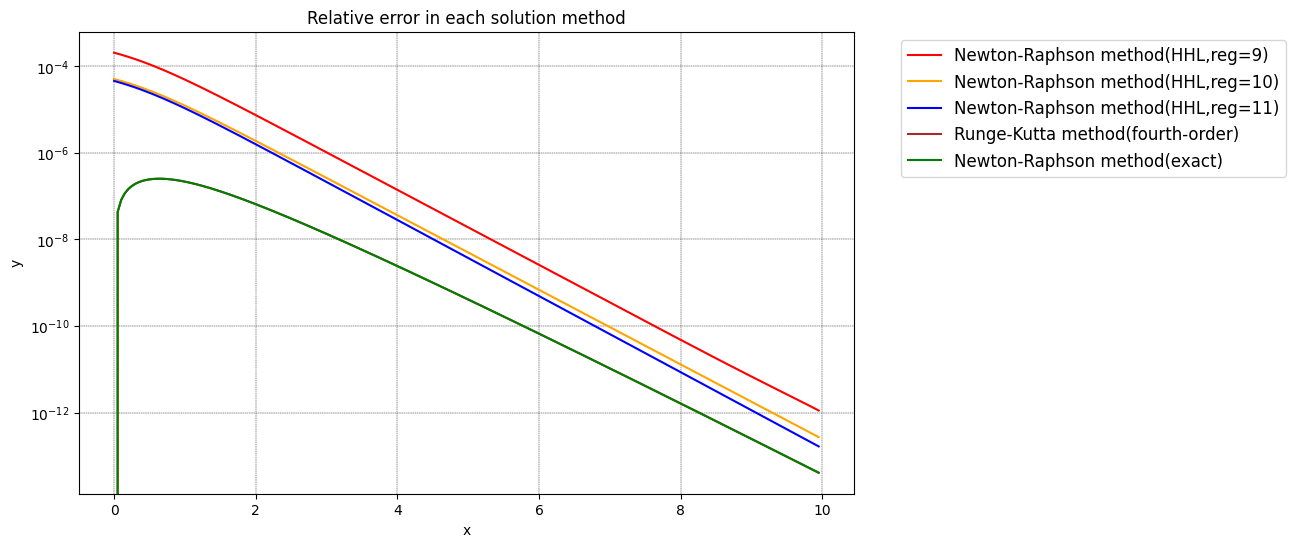 Relative error in each solution method
10⁻⁴
10⁻⁶
10⁻⁸
10⁻¹⁰
10⁻¹²
y
0 2 4 6 8 10
x
Newton-Raphson method(HHL,reg=9)
Newton-Raphson method(HHL,reg=10)
Newton-Raphson method(HHL,reg=11)
Runge-Kutta method(fourth-order)
Newton-Raphson method(exact)